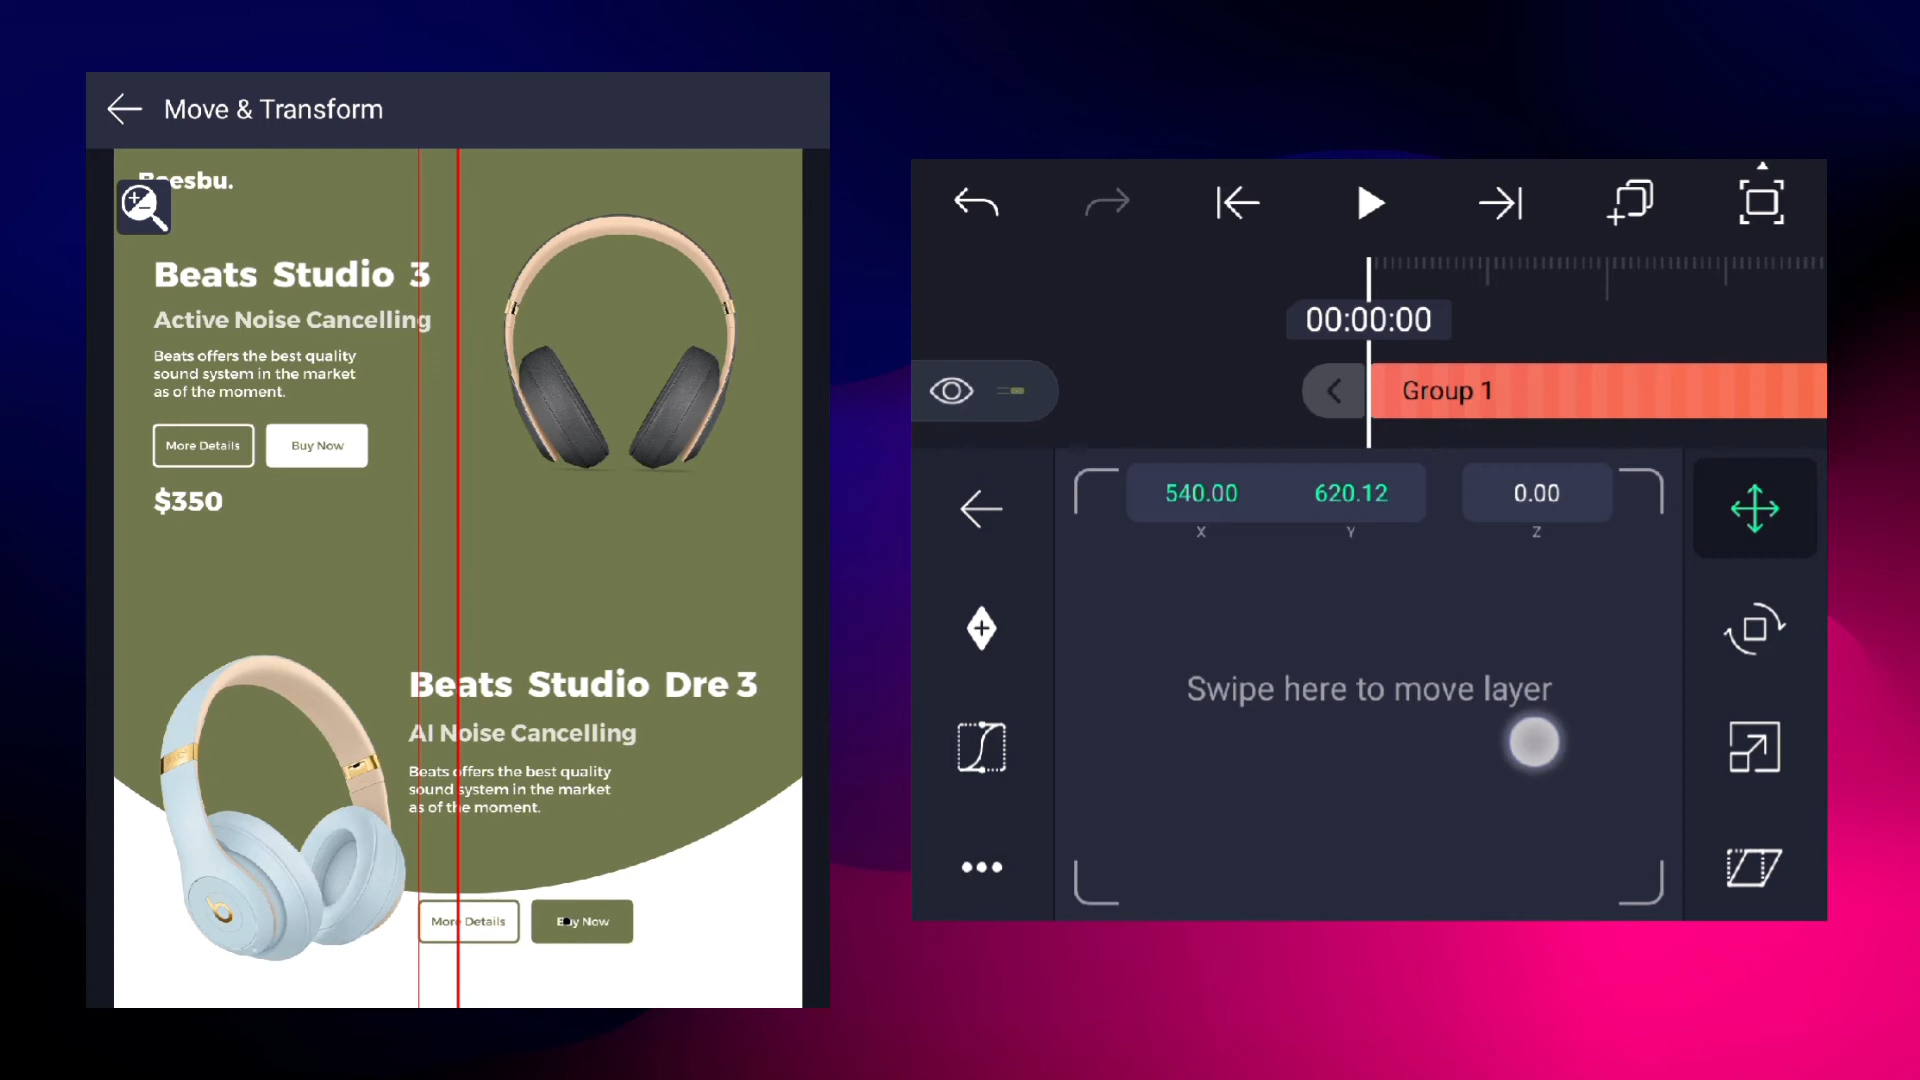 Move & Transform
Beesbu.
Beats Studio 3
Active Noise Cancelling
Beats offers the best quality
sound system in the market
as of the moment.
More Details
Buy Now
$350
Beats Studio Dre 3
AI Noise Cancelling
Beats offers the best quality
sound system in the market
as of the moment.
More Details
Buy Now
00:00:00
Group 1
540.00
620.12
0.00
X
Y
Z
Swipe here to move layer